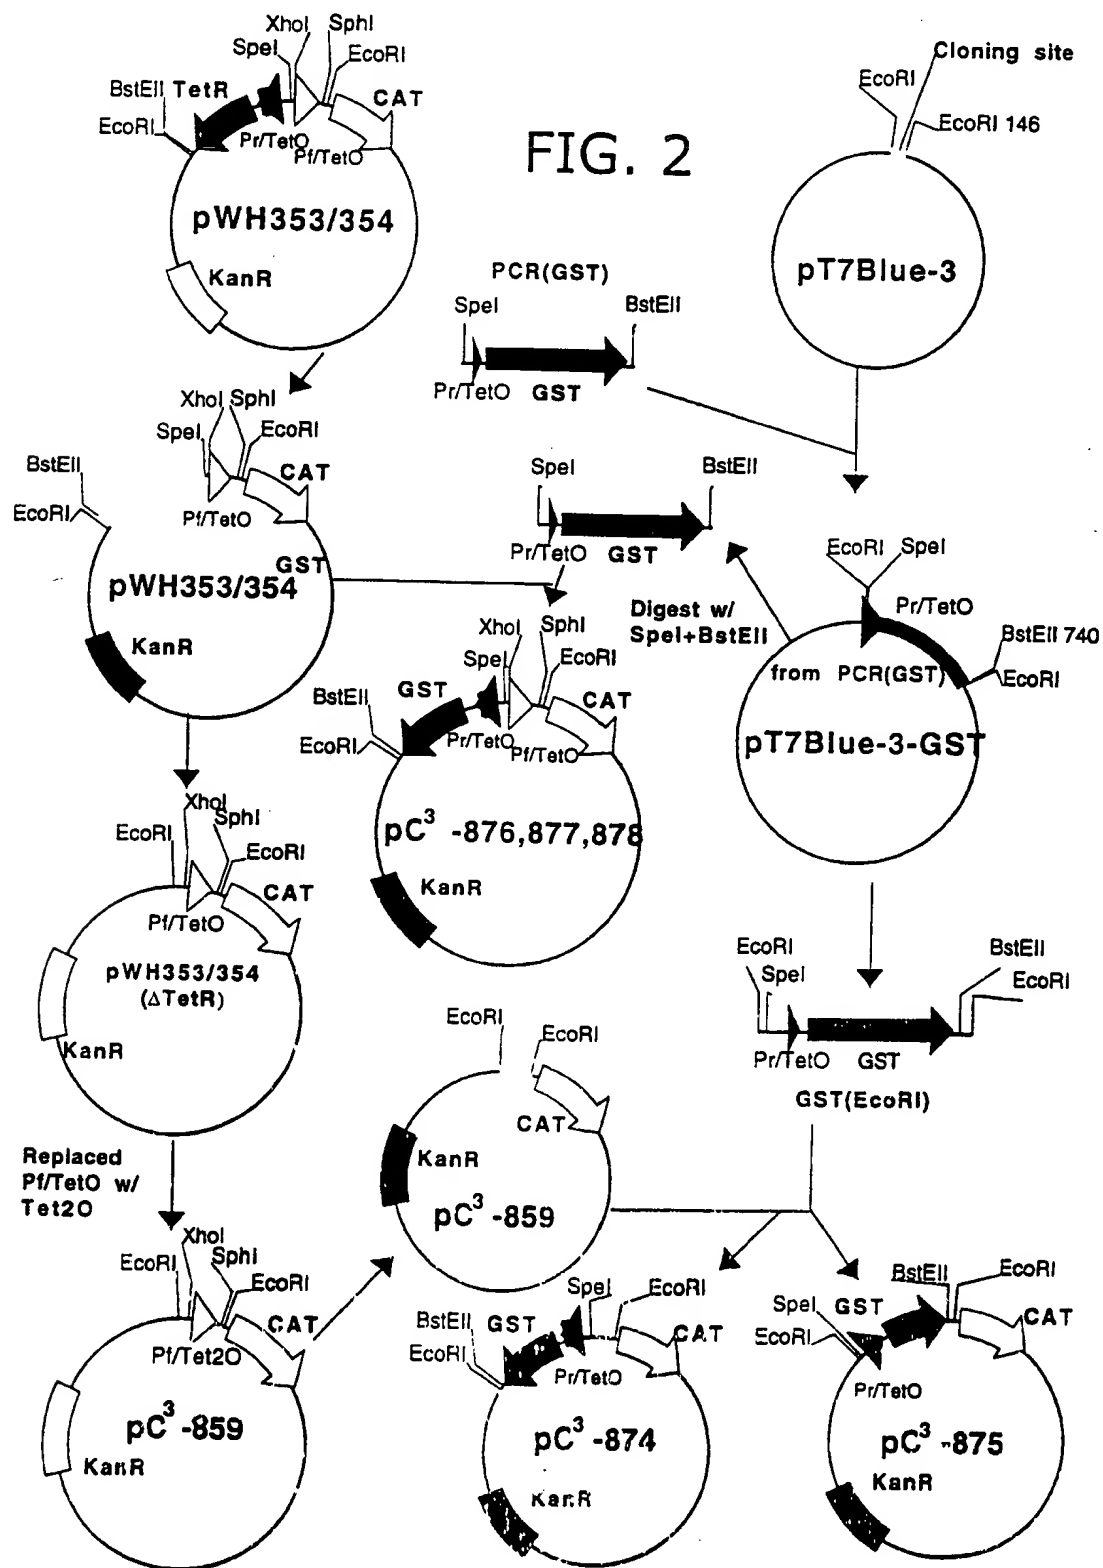 FIG. 2
XhoI
SphI
SpeI
EcoRI
BstEII
TetR
CAT
EcoRI
Pr/TetO
Pf/TetO
pWH353/354
KanR
Cloning site
EcoRI
EcoRI 146
pT7Blue-3
PCR(GST)
SpeI
BstEII
Pr/TetO
GST
XhoI
SphI
SpeI
EcoRI
BstEII
CAT
EcoRI
Pf/TetO
GST
pWH353/354
KanR
SpeI
BstEII
Pr/TetO
GST
Digest w/
SpeI+BstEII
EcoRI
SpeI
Pr/TetO
BstEII 740
EcoRI
from PCR(GST)
pT7Blue-3-GST
XhoI
SphI
SpeI
EcoRI
GST
BstEII
CAT
EcoRI
Pr/TetO
Pf/TetO
pC³ -876,877,878
KanR
XhoI
SphI
EcoRI
EcoRI
CAT
Pf/TetO
pWH353/354
(ΔTetR)
KanR
EcoRI
SpeI
BstEII
EcoRI
Pr/TetO
GST
GST(EcoRI)
EcoRI
EcoRI
CAT
KanR
pC³ -859
Replaced
Pf/TetO w/
Tet2O
XhoI
SphI
EcoRI
EcoRI
CAT
Pf/Tet2O
pC³ -859
KanR
SpeI
EcoRI
BstEII
GST
CAT
EcoRI
Pr/TetO
pC³ -874
KanR
BstEII
EcoRI
SpeI
GST
CAT
EcoRI
Pr/TetO
pC³ -875
KanR